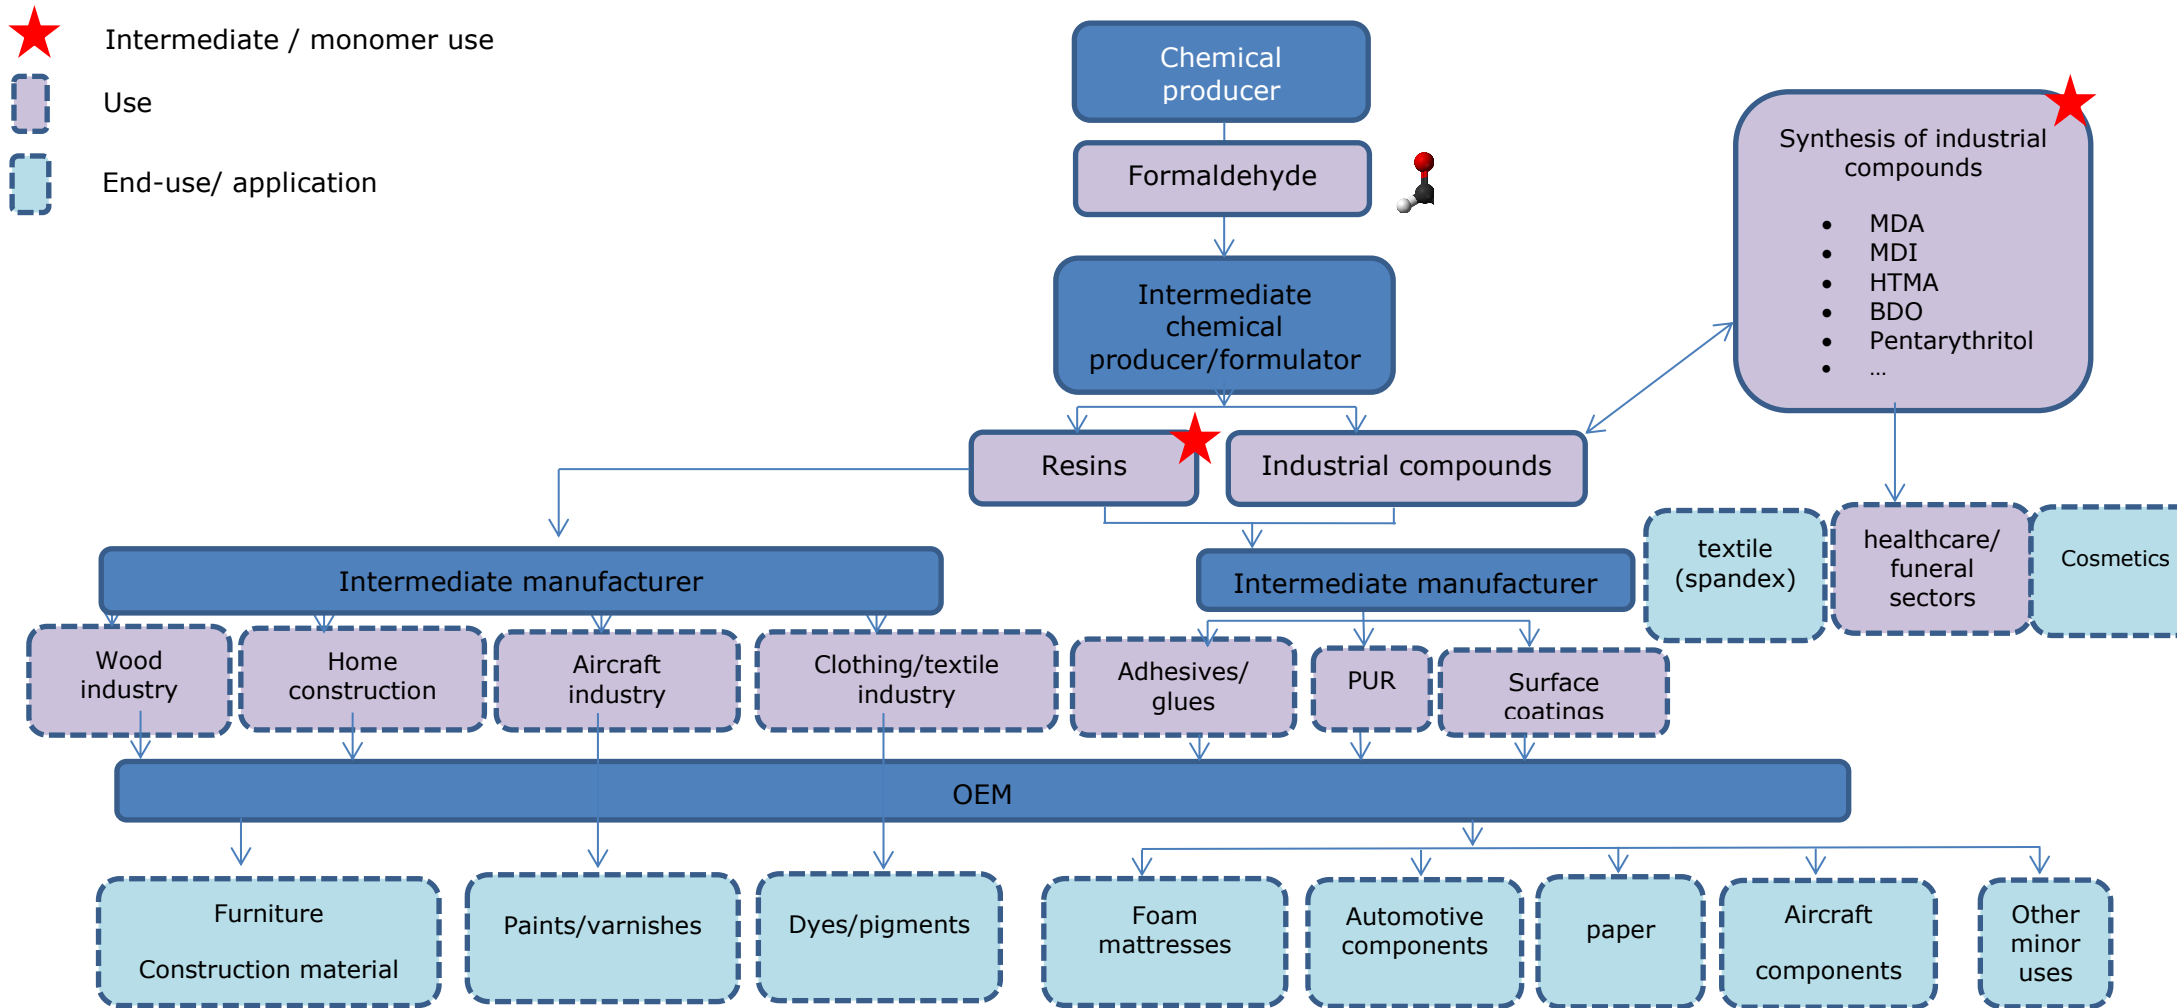 Intermediate / monomer use
Use
End-use/ application
Chemical
producer
Formaldehyde
Intermediate
chemical
producer/formulator
Synthesis of industrial
compounds
• MDA
• MDI
• HTMA
• BDO
• Pentarythritol
• ...
Resins
Industrial compounds
Intermediate manufacturer
Intermediate manufacturer
textile
(spandex)
healthcare/
funeral
sectors
Cosmetics
Wood
industry
Home
construction
Aircraft
industry
Clothing/textile
industry
Adhesives/
glues
PUR
Surface
coatings
OEM
Furniture
Construction material
Paints/varnishes
Dyes/pigments
Foam
mattresses
Automotive
components
paper
Aircraft
components
Other
minor
uses